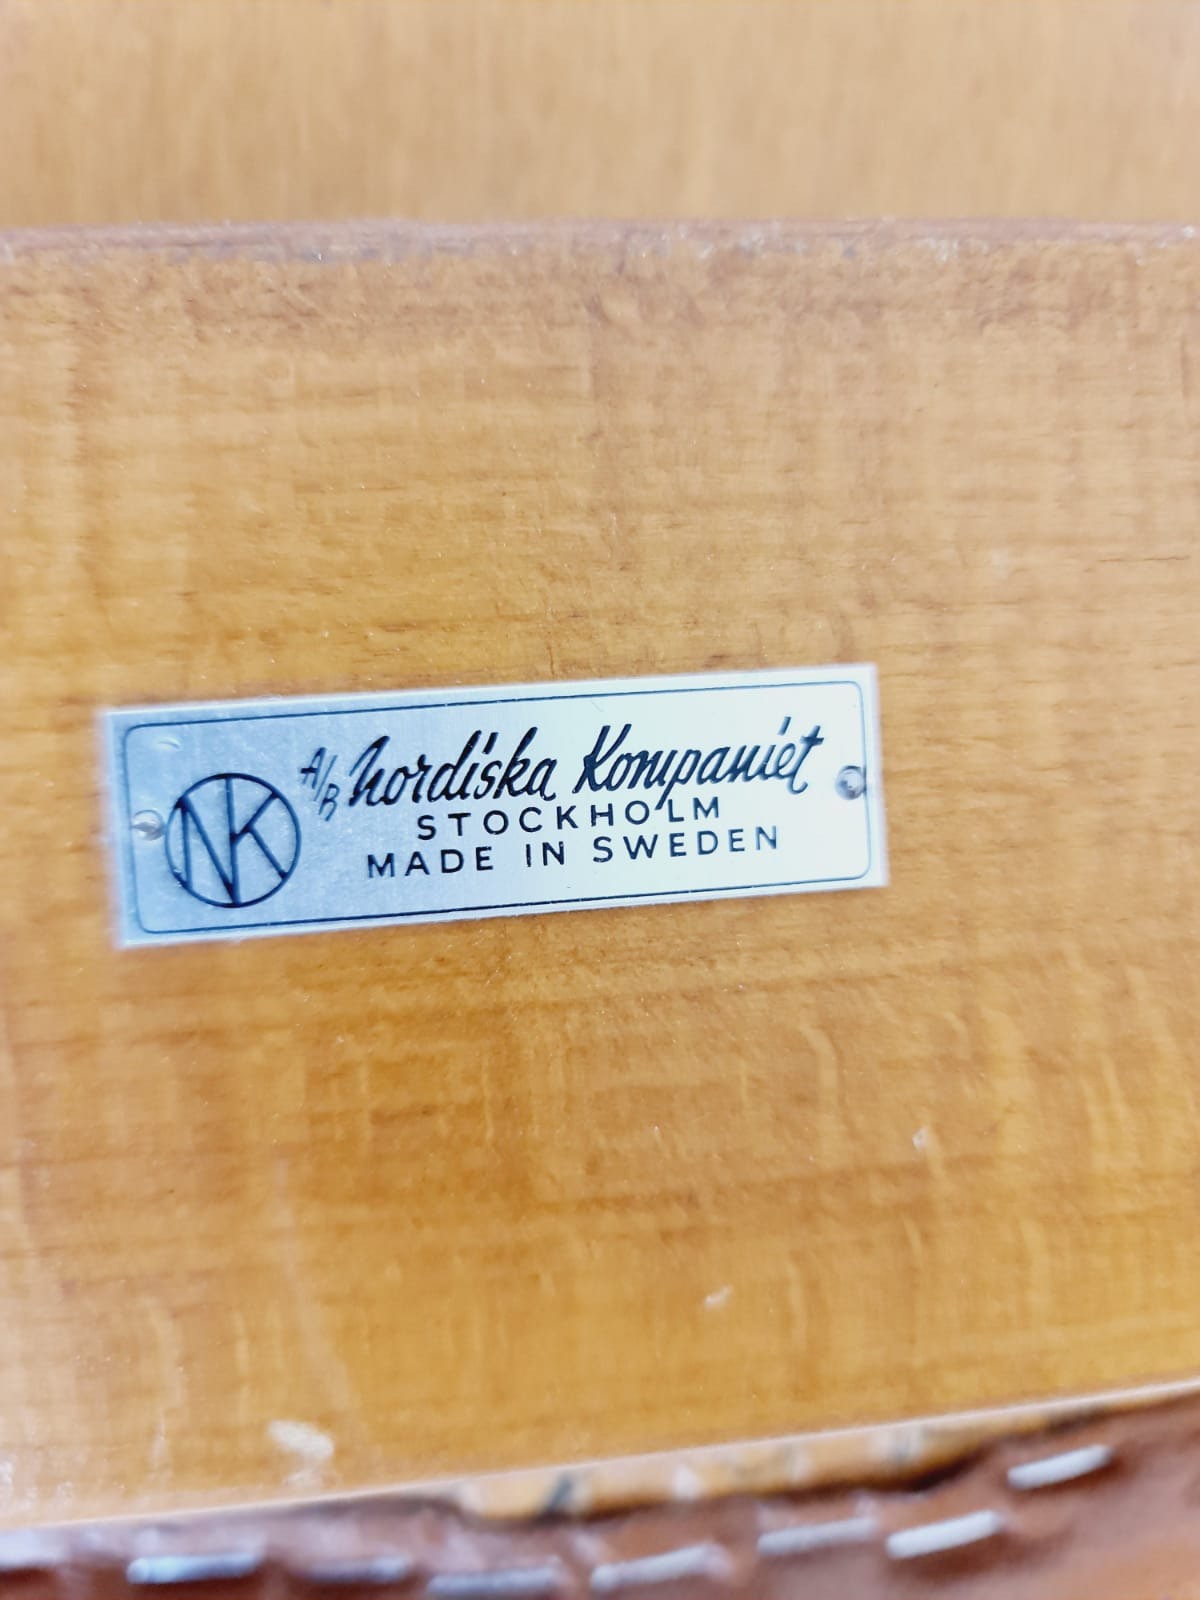 NK
A/B Nordiska Kompaniet
STOCKHOLM
MADE IN SWEDEN